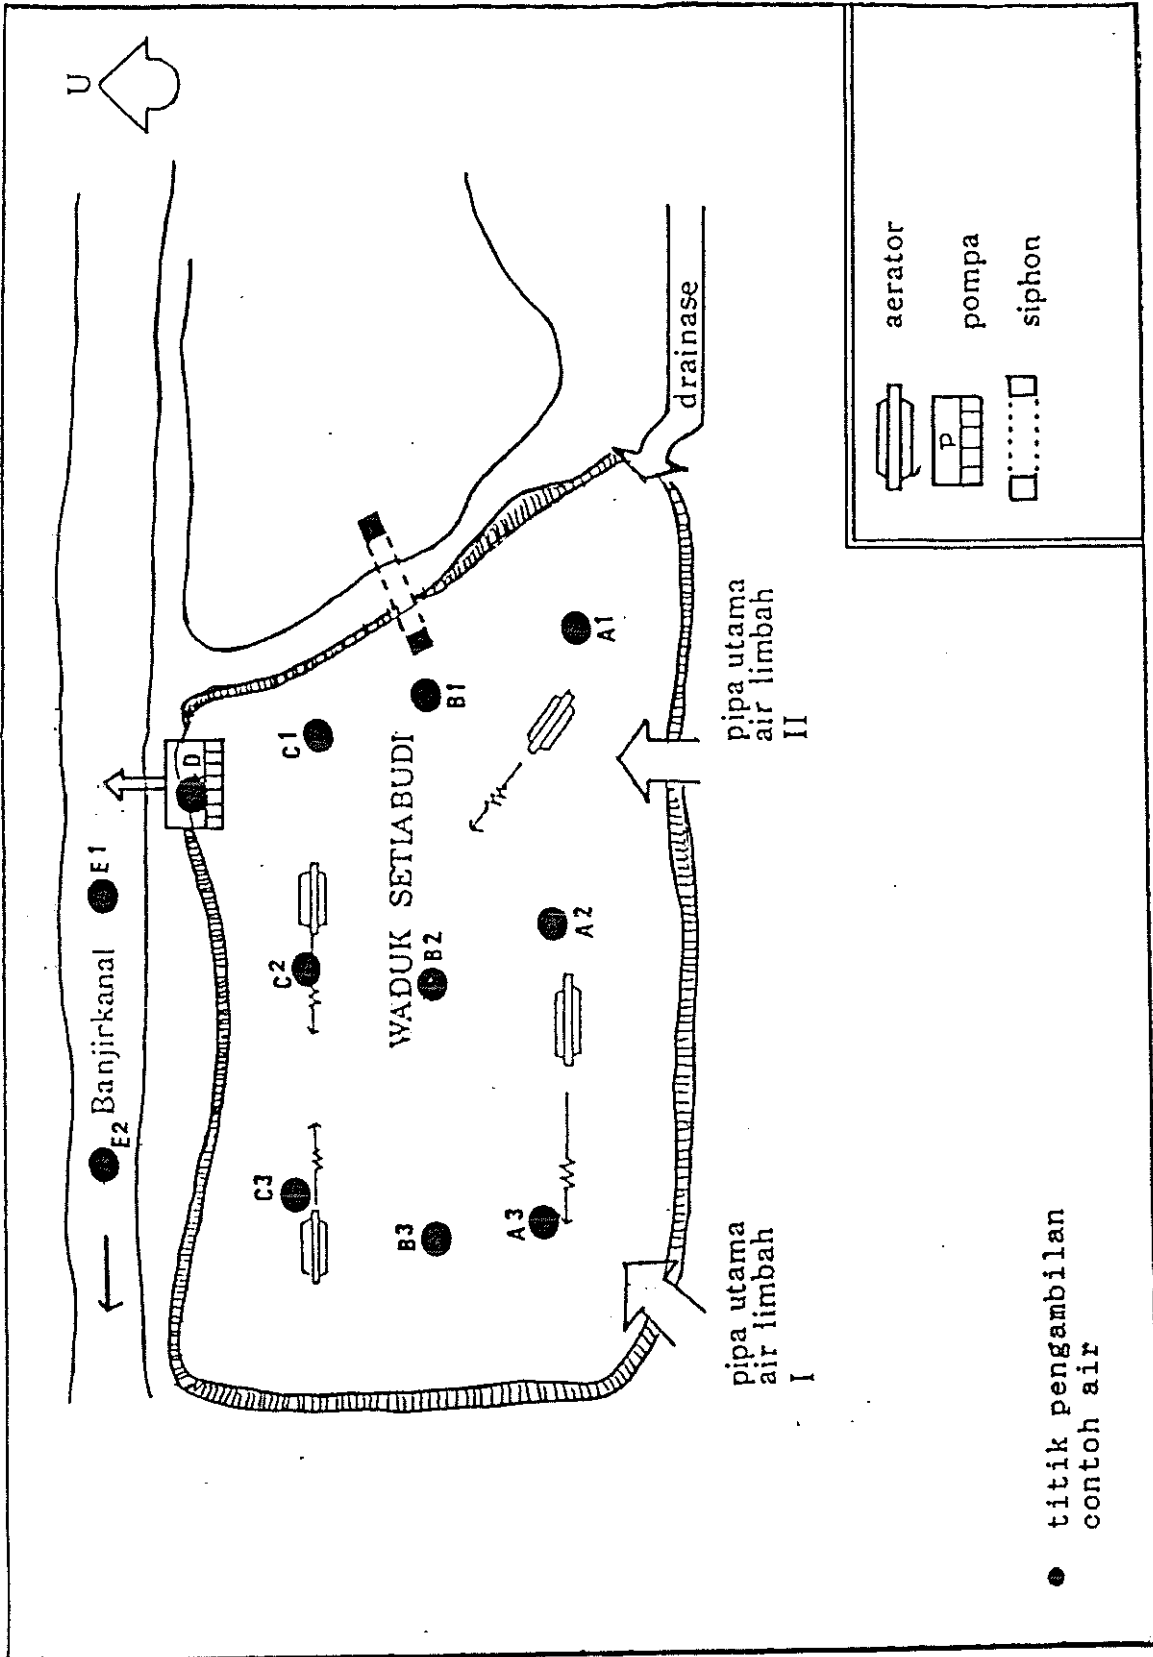 U
Banjirkanal
E2
E1
D
C3
C2
C1
WADUK SETIABUDI
B3
B2
B1
A3
A2
A1
drainase
pipa utama
air limbah
I
pipa utama
air limbah
II
aerator
P
pompa
siphon
titik pengambilan
contoh air